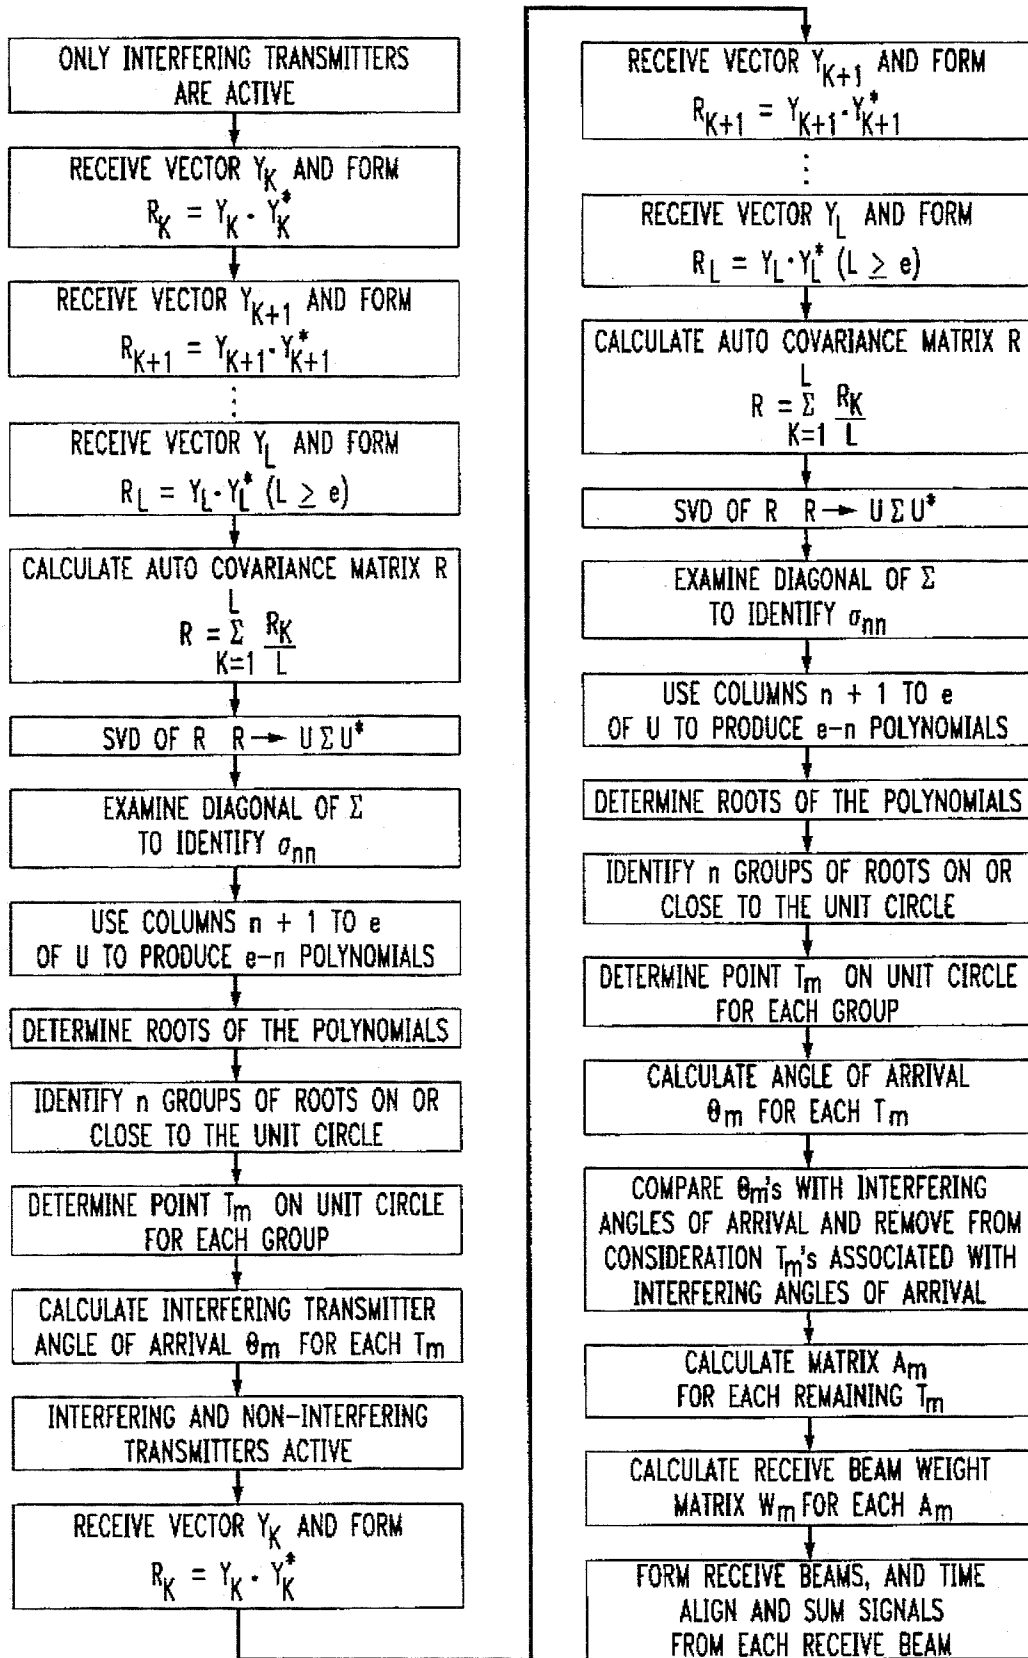 ONLY INTERFERING TRANSMITTERS
ARE ACTIVE
RECEIVE VECTOR Y_K AND FORM
R_K = Y_K · Y_K^*
RECEIVE VECTOR Y_{K+1} AND FORM
R_{K+1} = Y_{K+1} · Y_{K+1}^*
⋮
RECEIVE VECTOR Y_L AND FORM
R_L = Y_L · Y_L^* (L ≥ e)
CALCULATE AUTO COVARIANCE MATRIX R
L
R = Σ R_K
K=1 L
SVD OF R R → U Σ U^*
EXAMINE DIAGONAL OF Σ
TO IDENTIFY σ_{nn}
USE COLUMNS n + 1 TO e
OF U TO PRODUCE e-n POLYNOMIALS
DETERMINE ROOTS OF THE POLYNOMIALS
IDENTIFY n GROUPS OF ROOTS ON OR
CLOSE TO THE UNIT CIRCLE
DETERMINE POINT T_m ON UNIT CIRCLE
FOR EACH GROUP
CALCULATE INTERFERING TRANSMITTER
ANGLE OF ARRIVAL θ_m FOR EACH T_m
INTERFERING AND NON-INTERFERING
TRANSMITTERS ACTIVE
RECEIVE VECTOR Y_K AND FORM
R_K = Y_K · Y_K^*
RECEIVE VECTOR Y_{K+1} AND FORM
R_{K+1} = Y_{K+1} · Y_{K+1}^*
⋮
RECEIVE VECTOR Y_L AND FORM
R_L = Y_L · Y_L^* (L ≥ e)
CALCULATE AUTO COVARIANCE MATRIX R
L
R = Σ R_K
K=1 L
SVD OF R R → U Σ U^*
EXAMINE DIAGONAL OF Σ
TO IDENTIFY σ_{nn}
USE COLUMNS n + 1 TO e
OF U TO PRODUCE e-n POLYNOMIALS
DETERMINE ROOTS OF THE POLYNOMIALS
IDENTIFY n GROUPS OF ROOTS ON OR
CLOSE TO THE UNIT CIRCLE
DETERMINE POINT T_m ON UNIT CIRCLE
FOR EACH GROUP
CALCULATE ANGLE OF ARRIVAL
θ_m FOR EACH T_m
COMPARE θ_m'S WITH INTERFERING
ANGLES OF ARRIVAL AND REMOVE FROM
CONSIDERATION T_m'S ASSOCIATED WITH
INTERFERING ANGLES OF ARRIVAL
CALCULATE MATRIX A_m
FOR EACH REMAINING T_m
CALCULATE RECEIVE BEAM WEIGHT
MATRIX W_m FOR EACH A_m
FORM RECEIVE BEAMS, AND TIME
ALIGN AND SUM SIGNALS
FROM EACH RECEIVE BEAM